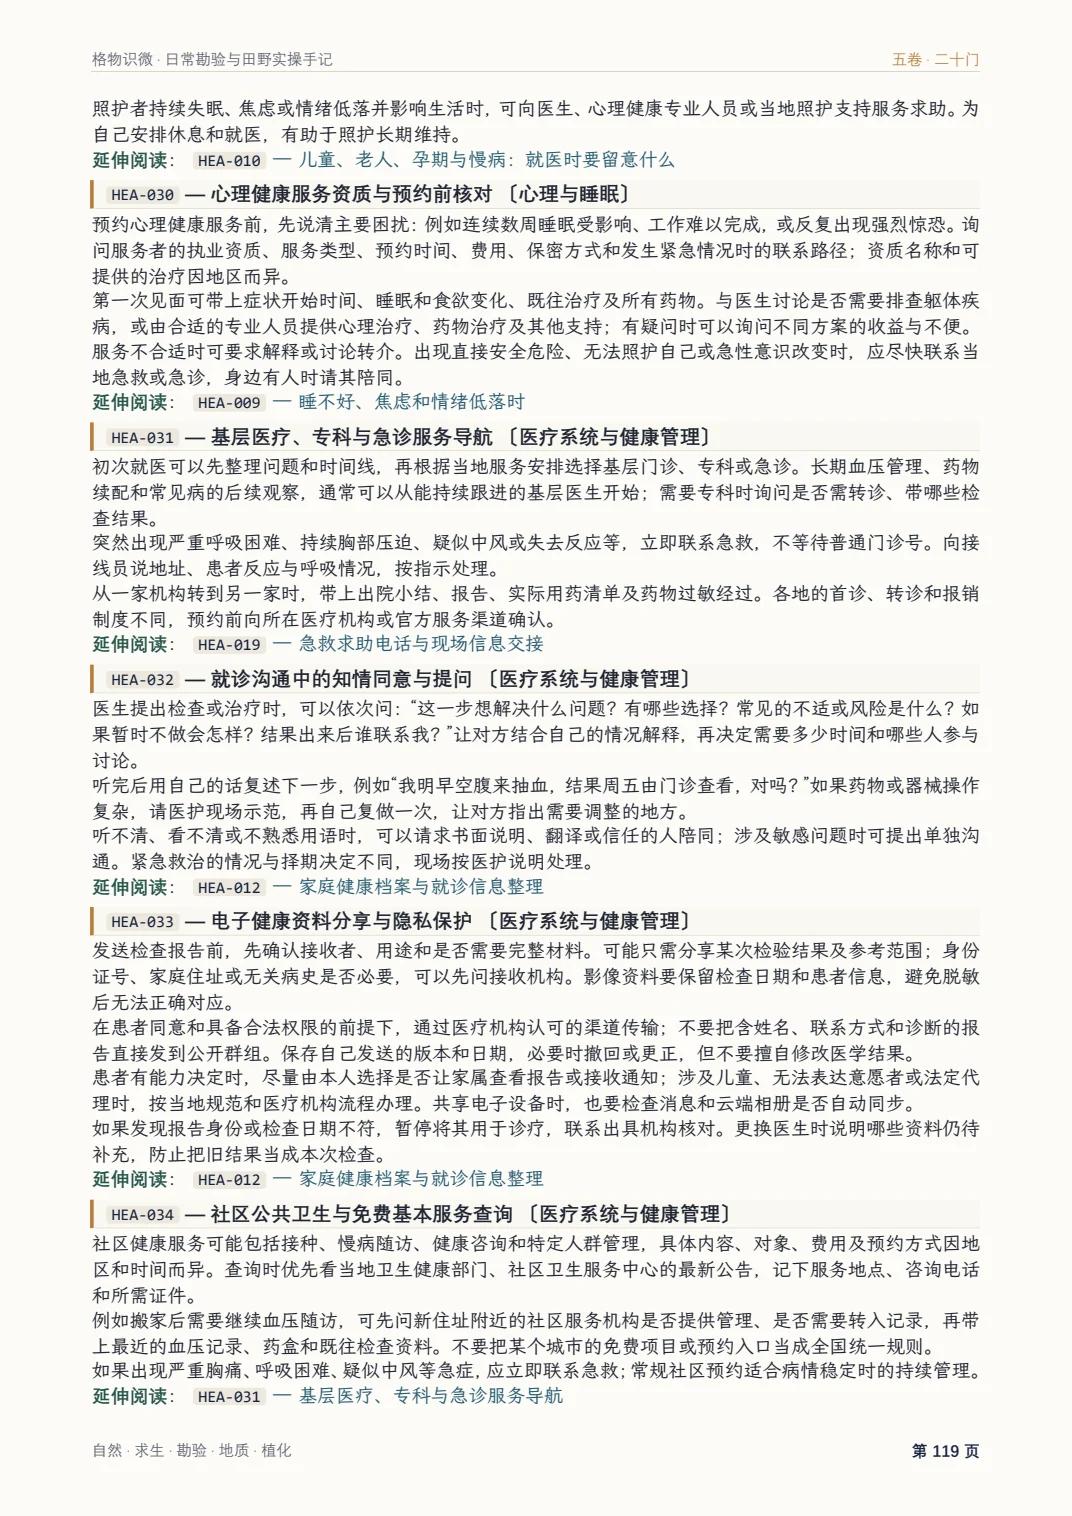 格物识微 · 日常勘验与田野实操手记
五卷 · 二十门
照护者持续失眠、焦虑或情绪低落并影响生活时，可向医生、心理健康专业人员或当地照护支持服务求助。为
自己安排休息和就医，有助于照护长期维持。
延伸阅读： HEA-010 — 儿童、老人、孕期与慢病：就医时要留意什么
HEA-030 — 心理健康服务资质与预约前核对 〔心理与睡眠〕
预约心理健康服务前，先说清主要困扰：例如连续数周睡眠受影响、工作难以完成，或反复出现强烈惊恐。询
问服务者的执业资质、服务类型、预约时间、费用、保密方式和发生紧急情况时的联系路径；资质名称和可
提供的治疗因地区而异。
第一次见面可带上症状开始时间、睡眠和食欲变化、既往治疗及所有药物。与医生讨论是否需要排查躯体疾
病，或由合适的专业人员提供心理治疗、药物治疗及其他支持；有疑问时可以询问不同方案的收益与不便。
服务不合适时可要求解释或讨论转介。出现直接安全危险、无法照护自己或急性意识改变时，应尽快联系当
地急救或急诊，身边有人时请其陪同。
延伸阅读： HEA-009 — 睡不好、焦虑和情绪低落时
HEA-031 — 基层医疗、专科与急诊服务导航 〔医疗系统与健康管理〕
初次就医可以先整理问题和时间线，再根据当地服务安排选择基层门诊、专科或急诊。长期血压管理、药物
续配和常见病的后续观察，通常可以从能持续跟进的基层医生开始；需要专科时询问是否需转诊、带哪些检
查结果。
突然出现严重呼吸困难、持续胸部压迫、疑似中风或失去反应等，立即联系急救，不等待普通门诊号。向接
线员说地址、患者反应与呼吸情况，按指示处理。
从一家机构转到另一家时，带上出院小结、报告、实际用药清单及药物过敏经过。各地的首诊、转诊和报销
制度不同，预约前向所在医疗机构或官方服务渠道确认。
延伸阅读： HEA-019 — 急救求助电话与现场信息交接
HEA-032 — 就诊沟通中的知情同意与提问 〔医疗系统与健康管理〕
医生提出检查或治疗时，可以依次问：“这一步想解决什么问题？有哪些选择？常见的不适或风险是什么？如
果暂时不做会怎样？结果出来后谁联系我？”让对方结合自己的情况解释，再决定需要多少时间和哪些人参与
讨论。
听完后用自己的话复述下一步，例如“我明早空腹来抽血，结果周五由门诊查看，对吗？”如果药物或器械操作
复杂，请医护现场示范，再自己复做一次，让对方指出需要调整的地方。
听不清、看不清或不熟悉用语时，可以请求书面说明、翻译或信任的人陪同；涉及敏感问题时可提出单独沟
通。紧急救治的情况与择期决定不同，现场按医护说明处理。
延伸阅读： HEA-012 — 家庭健康档案与就诊信息整理
HEA-033 — 电子健康资料分享与隐私保护 〔医疗系统与健康管理〕
发送检查报告前，先确认接收者、用途和是否需要完整材料。可能只需分享某次检验结果及参考范围；身份
证号、家庭住址或无关病史是否必要，可以先问接收机构。影像资料要保留检查日期和患者信息，避免脱敏
后无法正确对应。
在患者同意和具备合法权限的前提下，通过医疗机构认可的渠道传输；不要把含姓名、联系方式和诊断的报
告直接发到公开群组。保存自己发送的版本和日期，必要时撤回或更正，但不要擅自修改医学结果。
患者有能力决定时，尽量由本人选择是否让家属查看报告或接收通知；涉及儿童、无法表达意愿者或法定代
理时，按当地规范和医疗机构流程办理。共享电子设备时，也要检查消息和云端相册是否自动同步。
如果发现报告身份或检查日期不符，暂停将其用于诊疗，联系出具机构核对。更换医生时说明哪些资料仍待
补充，防止把旧结果当成本次检查。
延伸阅读： HEA-012 — 家庭健康档案与就诊信息整理
HEA-034 — 社区公共卫生与免费基本服务查询 〔医疗系统与健康管理〕
社区健康服务可能包括接种、慢病随访、健康咨询和特定人群管理，具体内容、对象、费用及预约方式因地
区和时间而异。查询时优先看当地卫生健康部门、社区卫生服务中心的最新公告，记下服务地点、咨询电话
和所需证件。
例如搬家后需要继续血压随访，可先问新住址附近的社区服务机构是否提供管理、是否需要转入记录，再带
上最近的血压记录、药盒和既往检查资料。不要把某个城市的免费项目或预约入口当成全国统一规则。
如果出现严重胸痛、呼吸困难、疑似中风等急症，应立即联系急救；常规社区预约适合病情稳定时的持续管理。
延伸阅读： HEA-031 — 基层医疗、专科与急诊服务导航
自然 · 求生 · 勘验 · 地质 · 植化
第 119 页